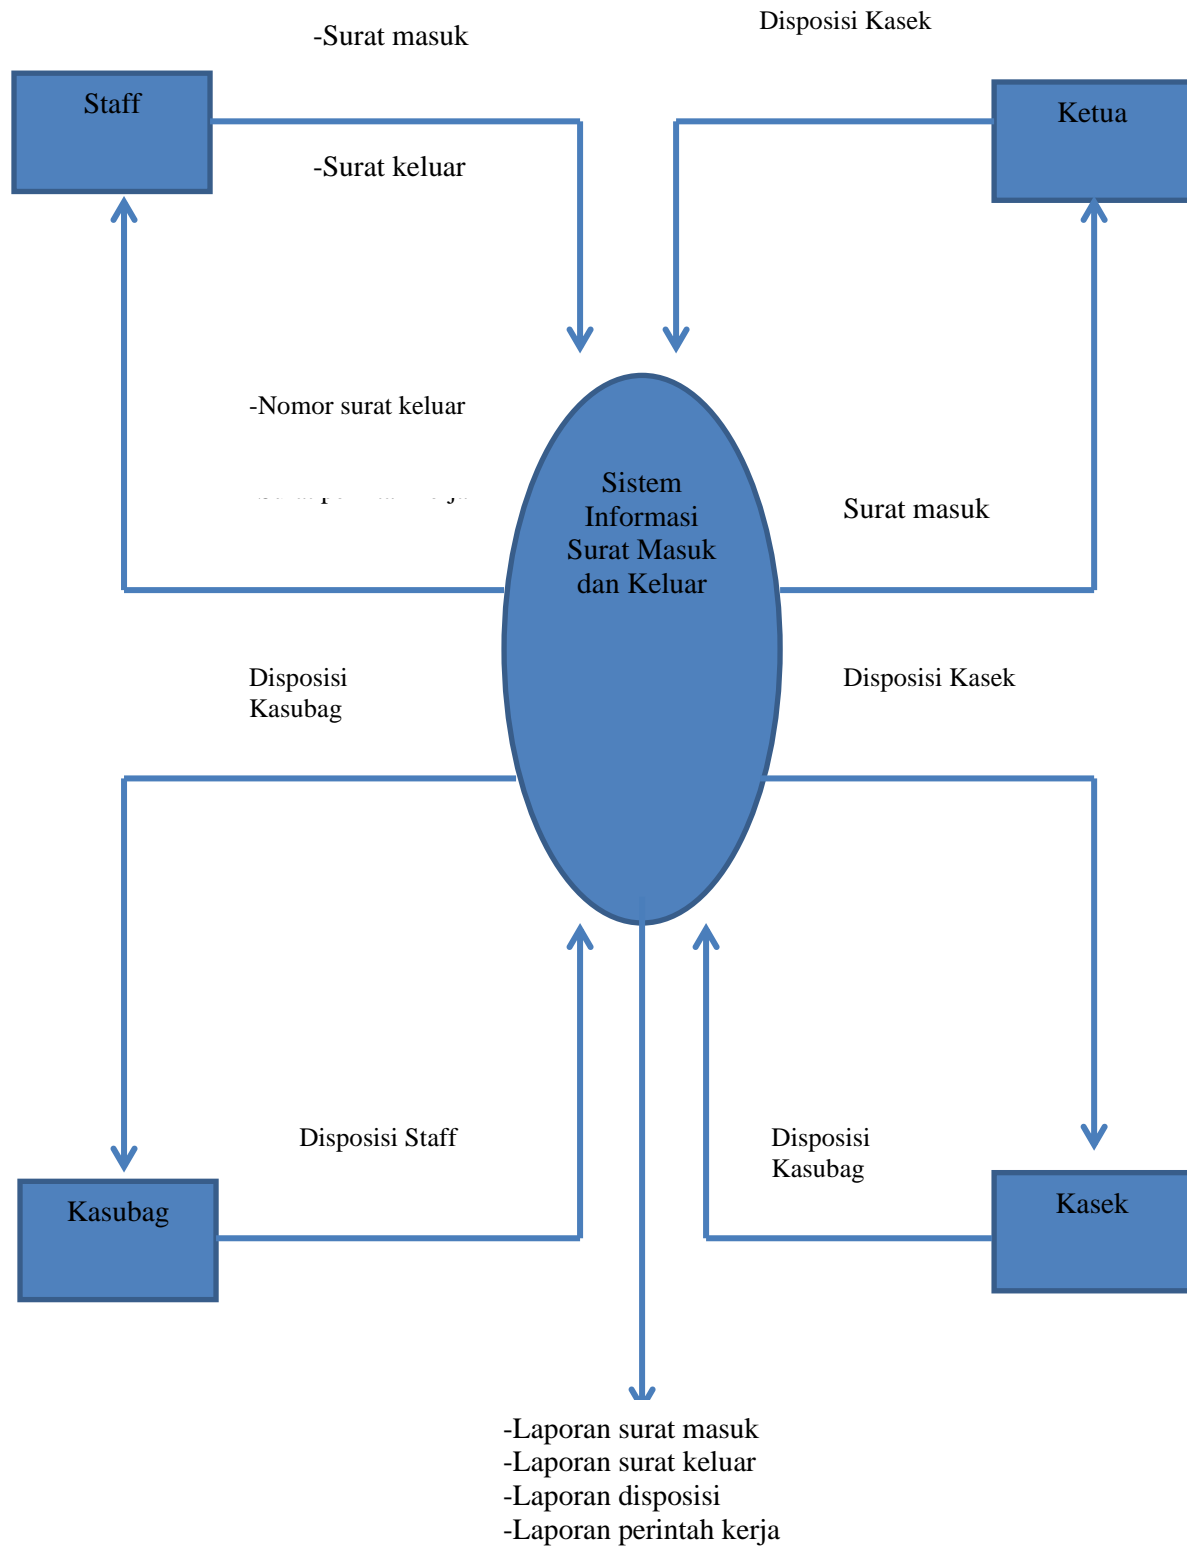 -Surat masuk
Disposisi Kasek
Staff
Ketua
-Surat keluar
-Nomor surat keluar
Sistem
Informasi
Surat Masuk
dan Keluar
Surat masuk
Disposisi
Kasubag
Disposisi Kasek
Disposisi Staff
Disposisi
Kasubag
Kasubag
Kasek
-Laporan surat masuk
-Laporan surat keluar
-Laporan disposisi
-Laporan perintah kerja